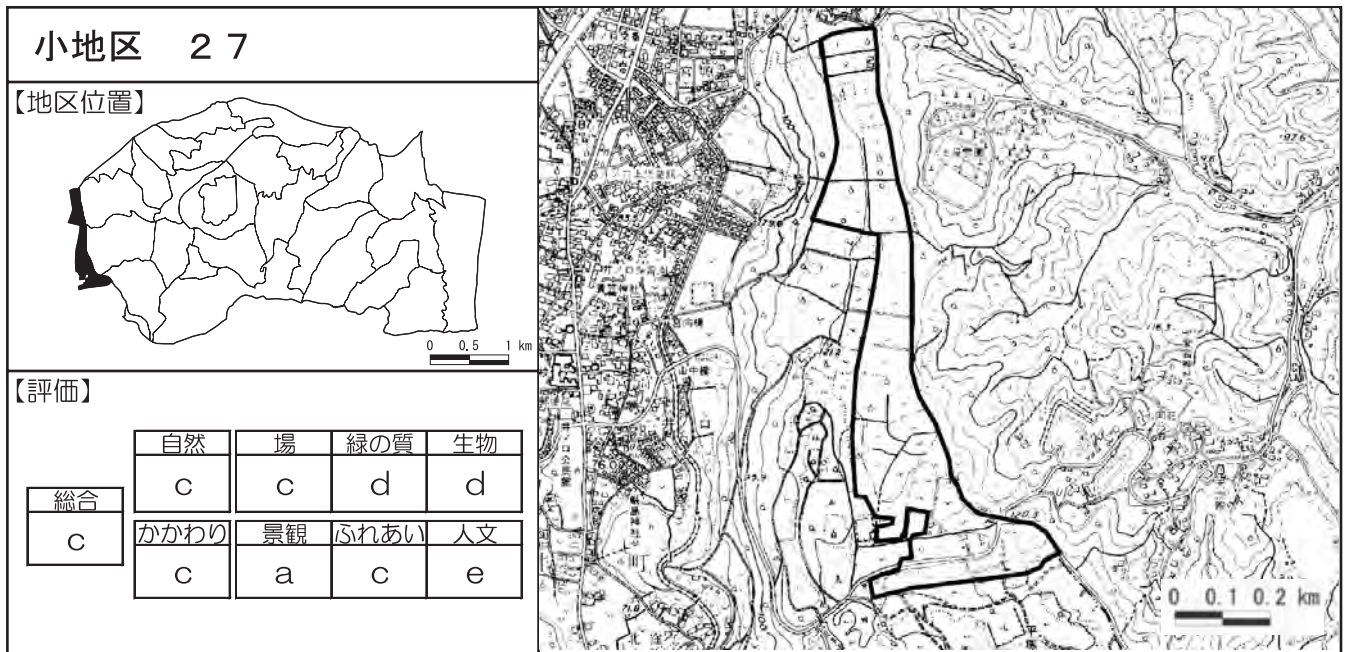 小地区 27
【地区位置】
0 0.5 1 km
【評価】
総合
c
自然 場 緑の質 生物
c c d d
かかわり 景観 ふれあい 人文
c a c e
0 0.1 0.2 km